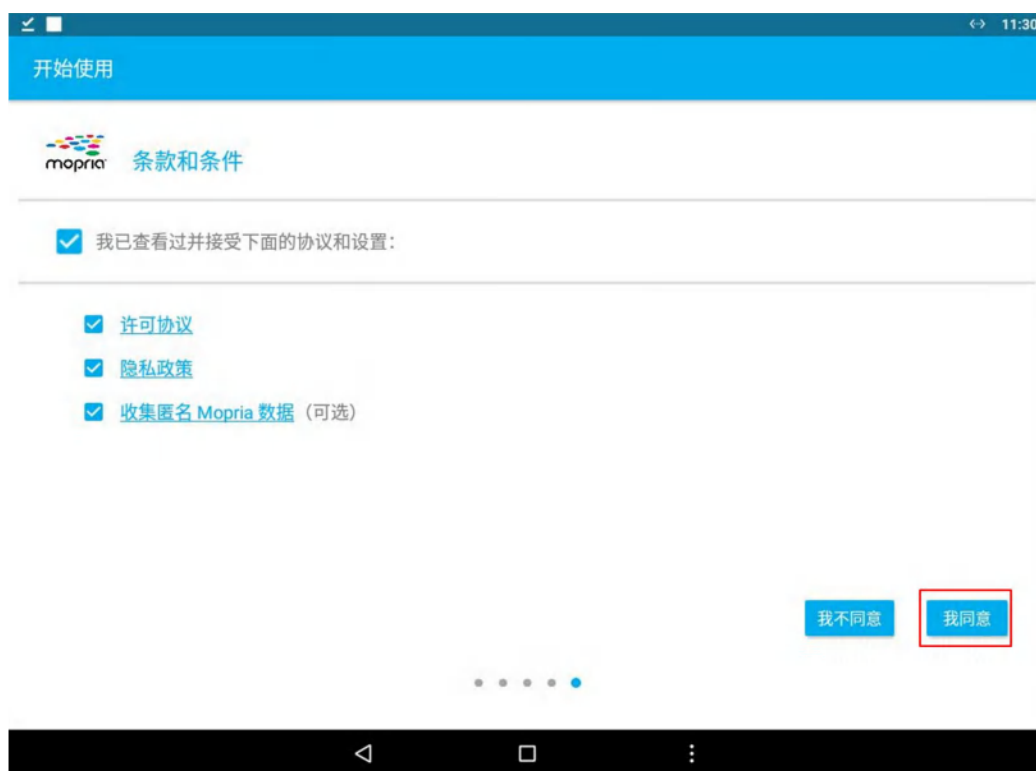 11:30
开始使用
mopria
条款和条件
我已查看过并接受下面的协议和设置：
许可协议
隐私政策
收集匿名 Mopria 数据（可选）
我不同意
我同意